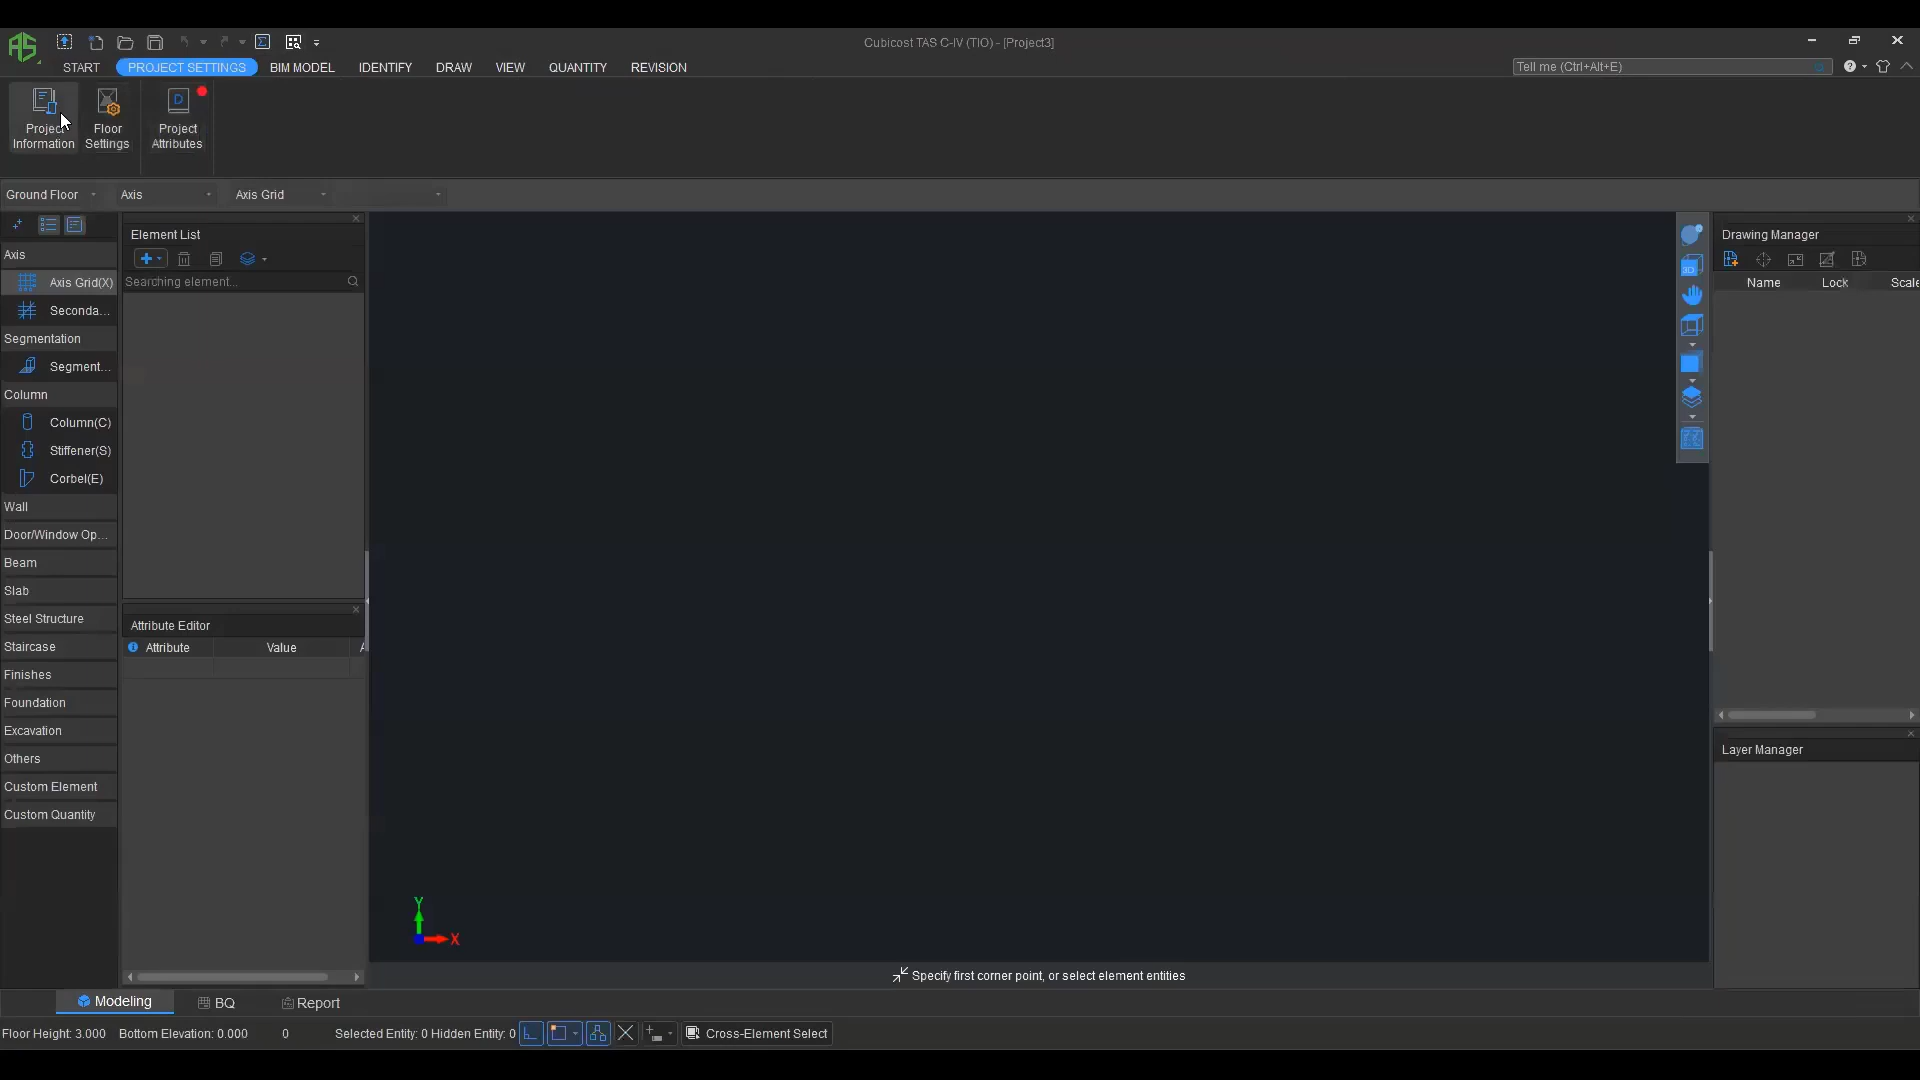 Cubicost TAS C-IV (TIO) - [Project3]
START PROJECT SETTINGS BIM MODEL IDENTIFY DRAW VIEW QUANTITY REVISION
Tell me (Ctrl+Alt+E)
Project Information
Floor Settings
Project Attributes
D
Ground Floor Axis Axis Grid
Element List
Searching element...
Axis
Axis Grid(X)
Seconda...
Segmentation
Segment...
Column
Column(C)
Stiffener(S)
Corbel(E)
Wall
Door/Window Op...
Beam
Slab
Steel Structure
Staircase
Finishes
Foundation
Excavation
Others
Custom Element
Custom Quantity
Attribute Editor
Attribute Value A
3D
Y
X
Drawing Manager
Name Lock Scale
Layer Manager
Specify first corner point, or select element entities
Modeling BQ Report
Floor Height: 3.000 Bottom Elevation: 0.000 0 Selected Entity: 0 Hidden Entity: 0 Cross-Element Select